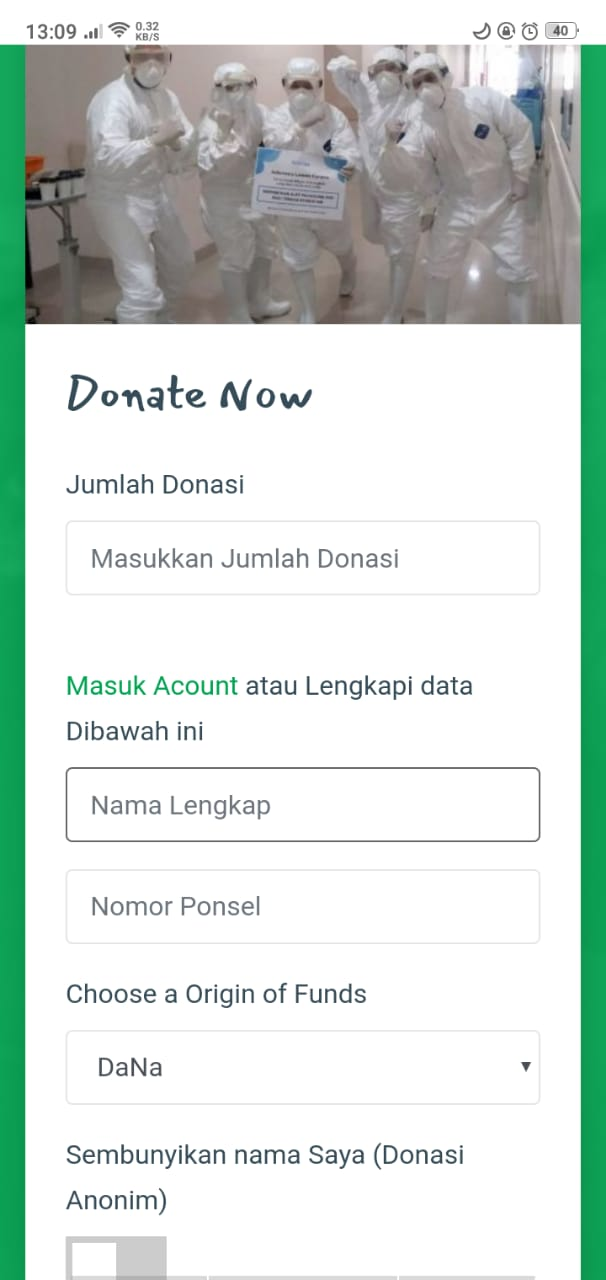 13:09
0.32
KB/S
40
Donate Now
Jumlah Donasi
Masukkan Jumlah Donasi
Masuk Acount atau Lengkapi data
Dibawah ini
Nama Lengkap
Nomor Ponsel
Choose a Origin of Funds
DaNa
Sembunyikan nama Saya (Donasi
Anonim)